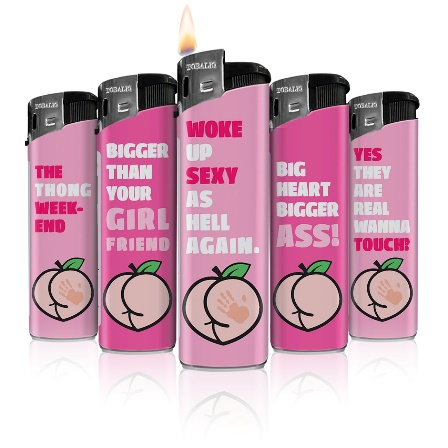 THE
THONG
WEEK-
END
BIGGER
THAN
YOUR
GIRL
FRIEND
WOKE
UP
SEXY
AS
HELL
AGAIN.
BIG
HEART
BIGGER
ASS!
YES
THEY
ARE
REAL
WANNA
TOUCH?